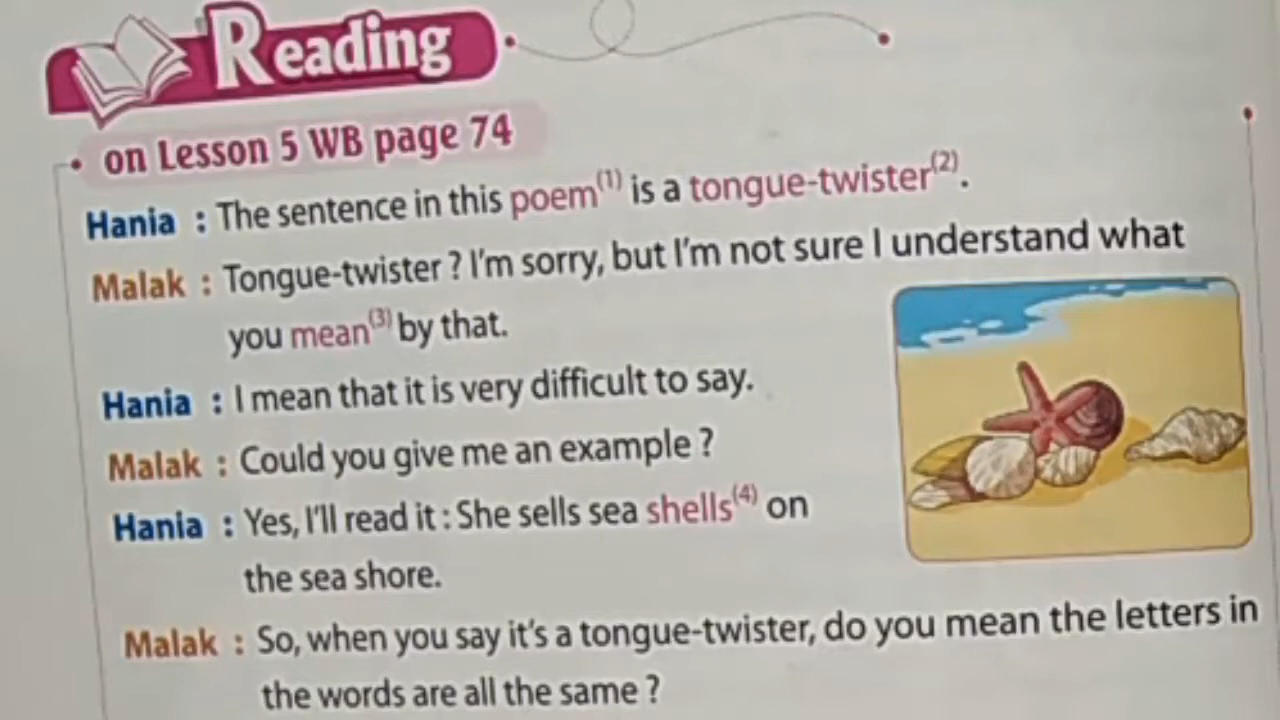 Reading
on Lesson 5 WB page 74
Hania : The sentence in this poem(1) is a tongue-twister(2).
Malak : Tongue-twister ? I'm sorry, but I'm not sure I understand what
you mean(3) by that.
Hania : I mean that it is very difficult to say.
Malak : Could you give me an example ?
Hania : Yes, I'll read it : She sells sea shells(4) on
the sea shore.
Malak : So, when you say it's a tongue-twister, do you mean the letters in
the words are all the same ?